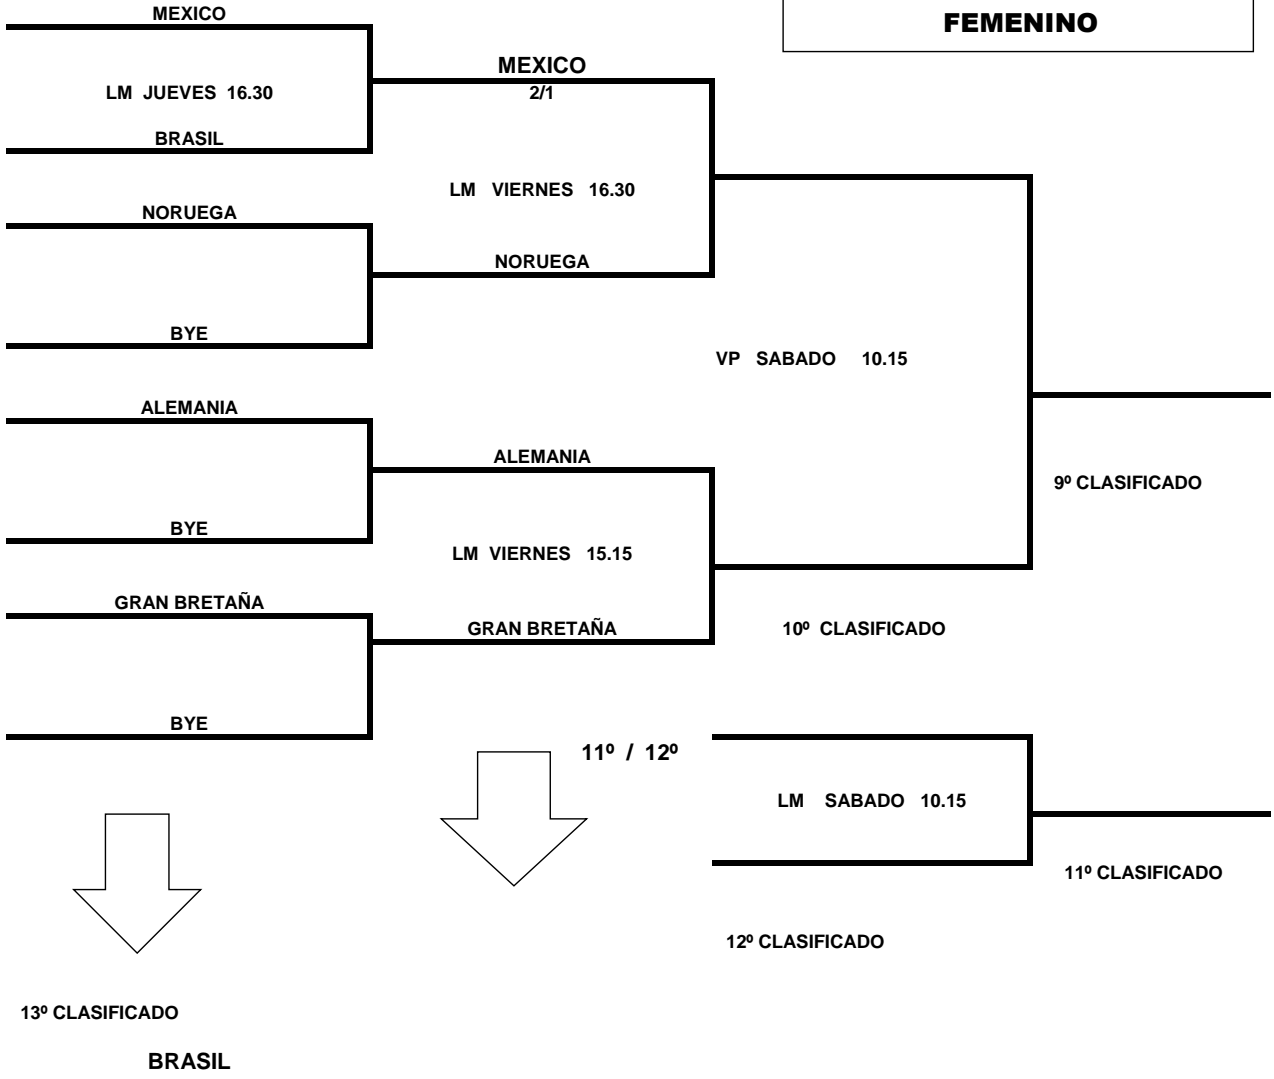 MEXICO
FEMENINO
MEXICO
LM JUEVES 16.30
2/1
BRASIL
LM VIERNES 16.30
NORUEGA
NORUEGA
BYE
VP SABADO 10.15
ALEMANIA
ALEMANIA
9º CLASIFICADO
BYE
LM VIERNES 15.15
GRAN BRETAÑA
GRAN BRETAÑA
10º CLASIFICADO
BYE
11º / 12º
LM SABADO 10.15
11º CLASIFICADO
12º CLASIFICADO
13º CLASIFICADO
BRASIL